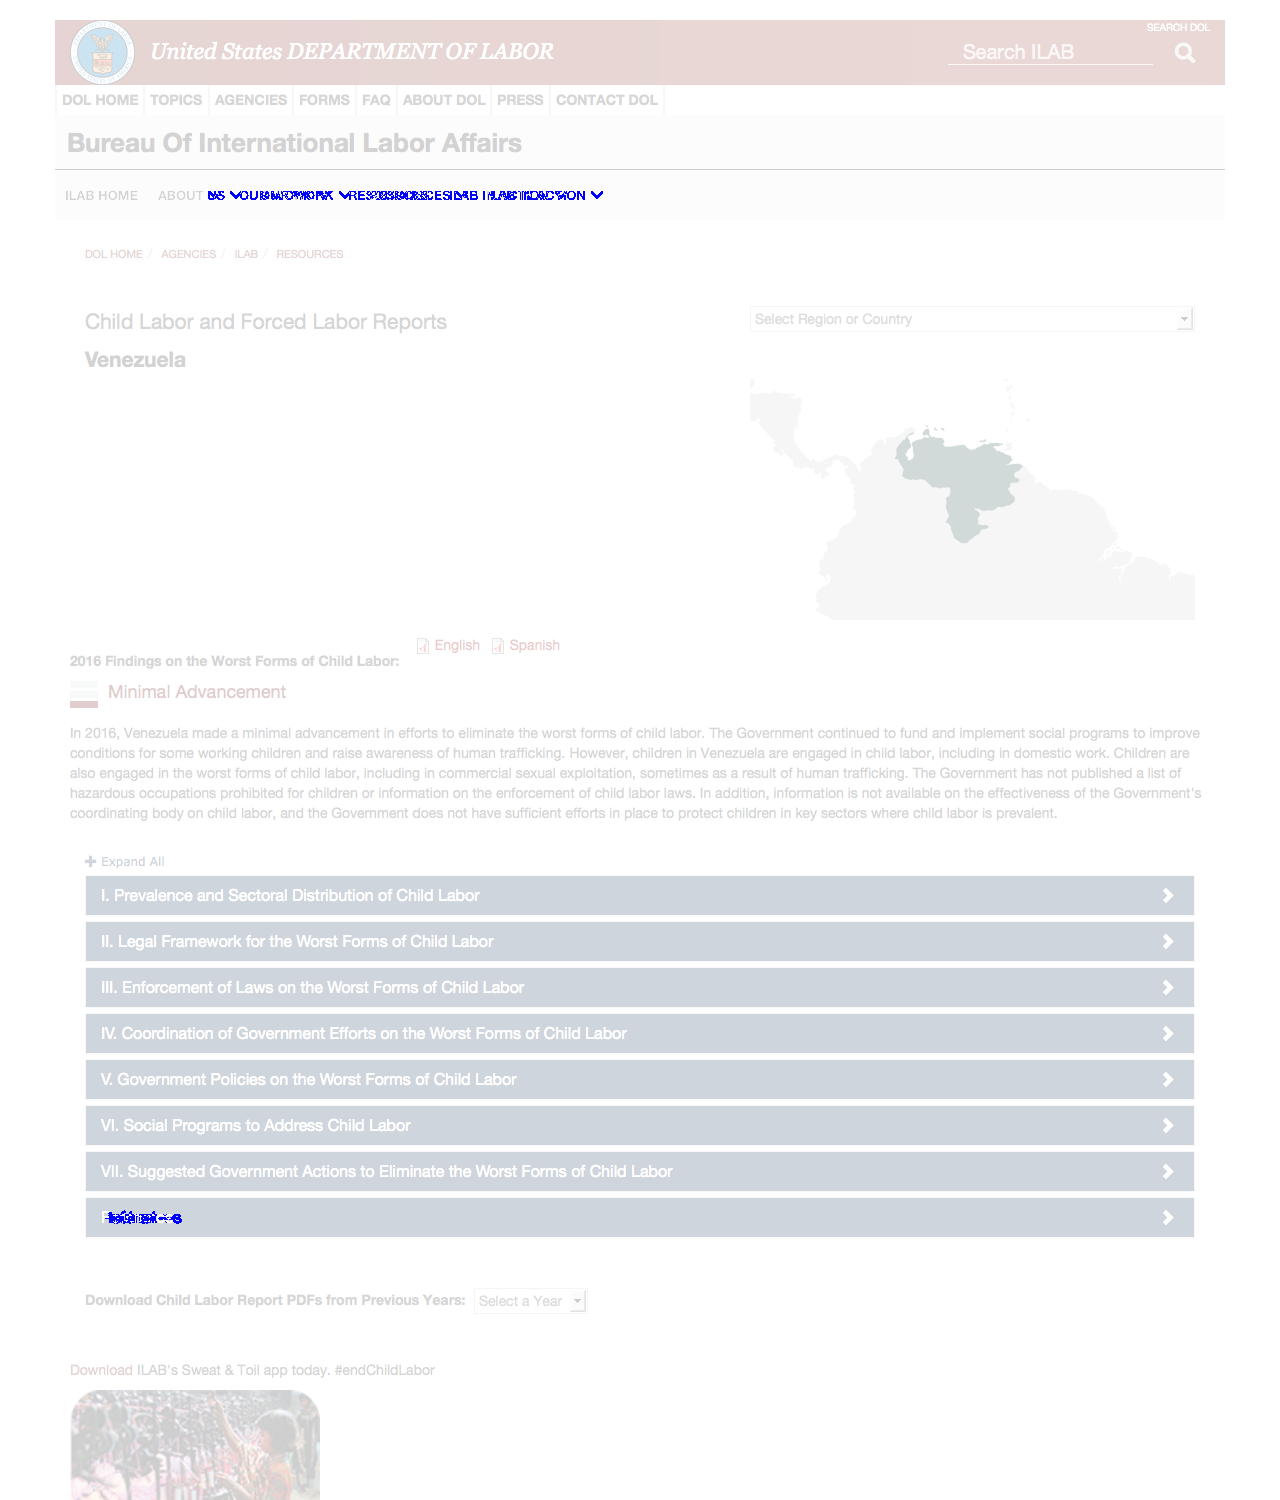 SEARCH DOL
United States DEPARTMENT OF LABOR
Search ILAB
DOL HOME TOPICS AGENCIES FORMS FAQ ABOUT DOL PRESS CONTACT DOL
Bureau Of International Labor Affairs
ILAB HOME ABOUT
DOL HOME / AGENCIES / ILAB / RESOURCES
Child Labor and Forced Labor Reports
Select Region or Country
Venezuela
English Spanish
2016 Findings on the Worst Forms of Child Labor:
Minimal Advancement
In 2016, Venezuela made a minimal advancement in efforts to eliminate the worst forms of child labor. The Government continued to fund and implement social programs to improve
conditions for some working children and raise awareness of human trafficking. However, children in Venezuela are engaged in child labor, including in domestic work. Children are
also engaged in the worst forms of child labor, including in commercial sexual exploitation, sometimes as a result of human trafficking. The Government has not published a list of
hazardous occupations prohibited for children or information on the enforcement of child labor laws. In addition, information is not available on the effectiveness of the Government's
coordinating body on child labor, and the Government does not have sufficient efforts in place to protect children in key sectors where child labor is prevalent.
Expand All
I. Prevalence and Sectoral Distribution of Child Labor
II. Legal Framework for the Worst Forms of Child Labor
III. Enforcement of Laws on the Worst Forms of Child Labor
IV. Coordination of Government Efforts on the Worst Forms of Child Labor
V. Government Policies on the Worst Forms of Child Labor
VI. Social Programs to Address Child Labor
VII. Suggested Government Actions to Eliminate the Worst Forms of Child Labor
Download Child Labor Report PDFs from Previous Years: Select a Year
Download ILAB's Sweat & Toil app today. #endChildLabor